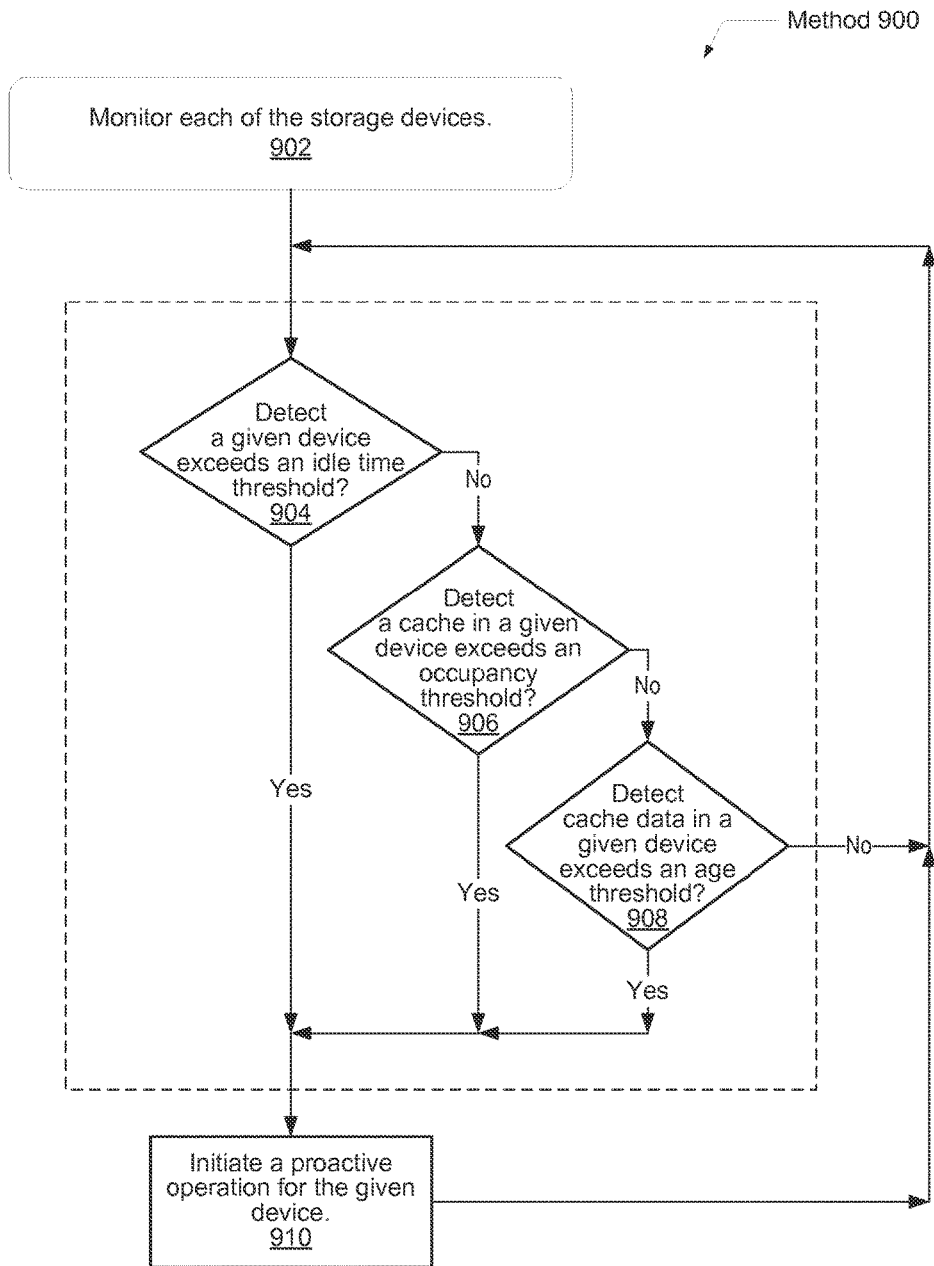 Method 900
Monitor each of the storage devices.
902
Detect
a given device
exceeds an idle time
threshold?
904
No
Detect
a cache in a given
device exceeds an
occupancy
threshold?
906
No
Yes
Detect
cache data in a
given device
exceeds an age
threshold?
908
No
Yes
Yes
Initiate a proactive
operation for the given
device.
910